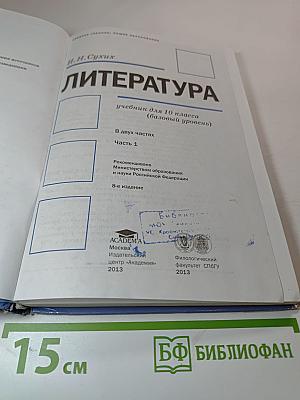 И. Н. Сухих
ЛИТЕРАТУРА
учебник для 10 класса
(базовый уровень)
В двух частях
Часть 1
Рекомендовано
Министерством образования
и науки Российской Федерации
8-е издание
ACADEMIA
Москва
Издательский
центр «Академия»
2013
Филологический
факультет СПбГУ
2013
15 см
БФ БИБЛИОФАН